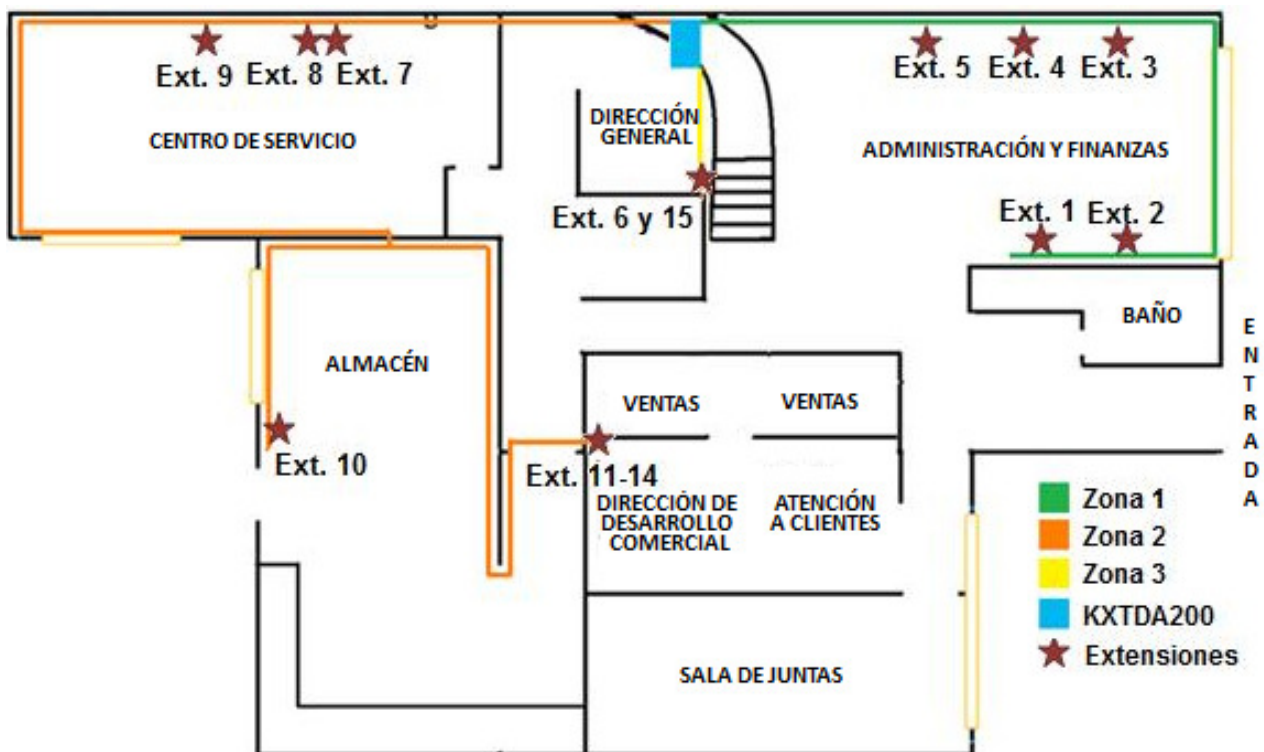 Ext. 9
Ext. 8
Ext. 7
Ext. 5
Ext. 4
Ext. 3
CENTRO DE SERVICIO
DIRECCIÓN
GENERAL
ADMINISTRACIÓN Y FINANZAS
Ext. 6 y 15
Ext. 1
Ext. 2
BAÑO
ENTRADA
ALMACÉN
VENTAS
VENTAS
Ext. 10
Ext. 11-14
DIRECCIÓN DE
DESARROLLO
COMERCIAL
ATENCIÓN
A CLIENTES
SALA DE JUNTAS
Zona 1
Zona 2
Zona 3
KXTDA200
Extensiones